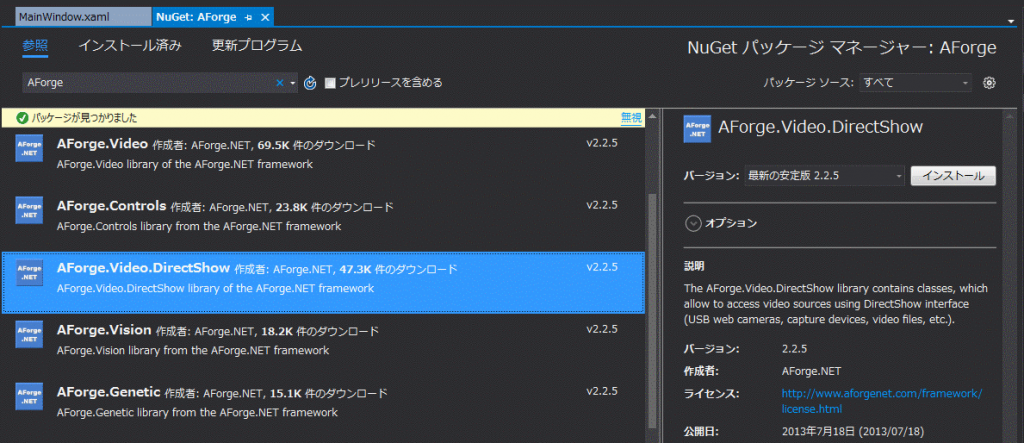 MainWindow.xaml NuGet: AForge
参照 インストール済み 更新プログラム
NuGet パッケージ マネージャー: AForge
AForge プレリリースを含める
パッケージ ソース: すべて
パッケージが見つかりました 無視
AForge.NET
AForge.Video 作成者: AForge.NET, 69.5K 件のダウンロード v2.2.5
AForge.Video library of the AForge.NET framework
AForge.NET
AForge.Controls 作成者: AForge.NET, 23.8K 件のダウンロード v2.2.5
AForge.Controls library from the AForge.NET framework
AForge.NET
AForge.Video.DirectShow 作成者: AForge.NET, 47.3K 件のダウンロード v2.2.5
AForge.Video.DirectShow library of the AForge.NET framework
AForge.NET
AForge.Vision 作成者: AForge.NET, 18.2K 件のダウンロード v2.2.5
AForge.Vision library from the AForge.NET framework
AForge.NET
AForge.Genetic 作成者: AForge.NET, 15.1K 件のダウンロード v2.2.5
AForge.Genetic library from the AForge.NET framework
AForge.NET
AForge.Video.DirectShow
バージョン: 最新の安定版 2.2.5 インストール
オプション
説明
The AForge.Video.DirectShow library contains classes, which
allow to access video sources using DirectShow interface
(USB web cameras, capture devices, video files, etc.).
バージョン: 2.2.5
作成者: AForge.NET
ライセンス: http://www.aforgenet.com/framework/
license.html
公開日: 2013年7月18日 (2013/07/18)